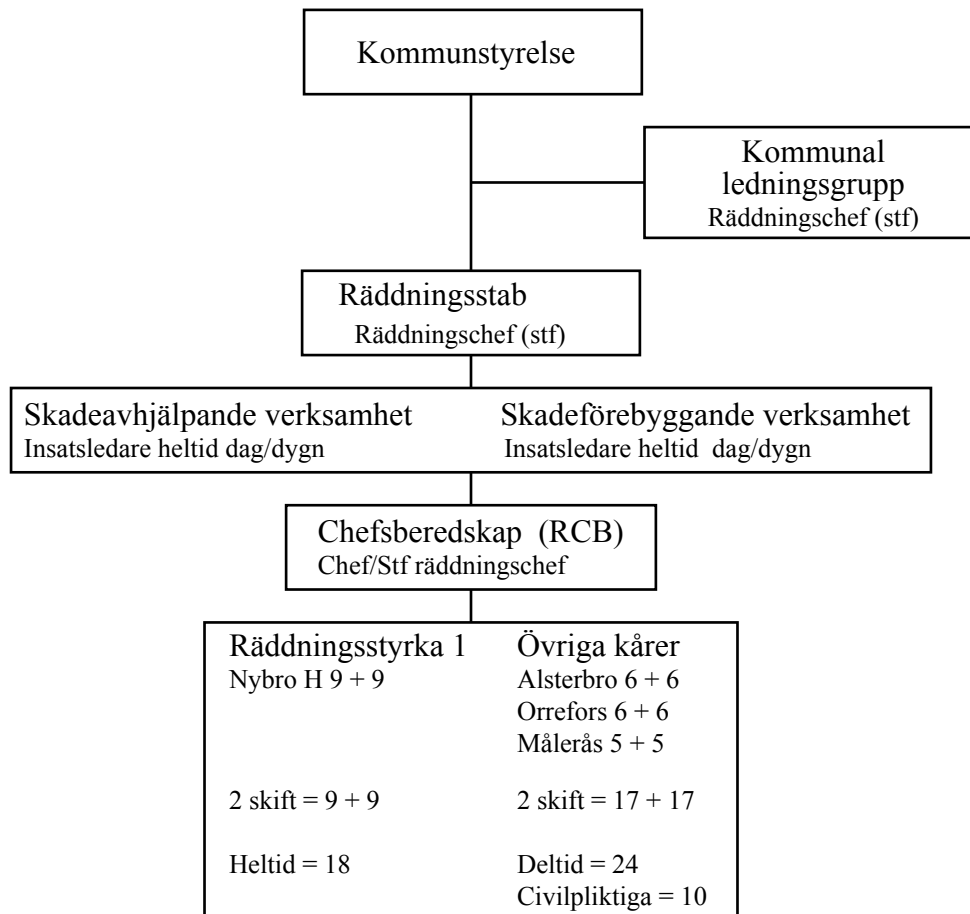 Kommunstyrelse
Kommunal
ledningsgrupp
Räddningschef (stf)
Räddningsstab
Räddningschef (stf)
Skadeavhjälpande verksamhet
Insatsledare heltid dag/dygn
Skadeförebyggande verksamhet
Insatsledare heltid dag/dygn
Chefsberedskap (RCB)
Chef/Stf räddningschef
Räddningsstyrka 1
Nybro H 9 + 9
2 skift = 9 + 9
Heltid = 18
Övriga kårer
Alsterbro 6 + 6
Orrefors 6 + 6
Målerås 5 + 5
2 skift = 17 + 17
Deltid = 24
Civilpliktiga = 10